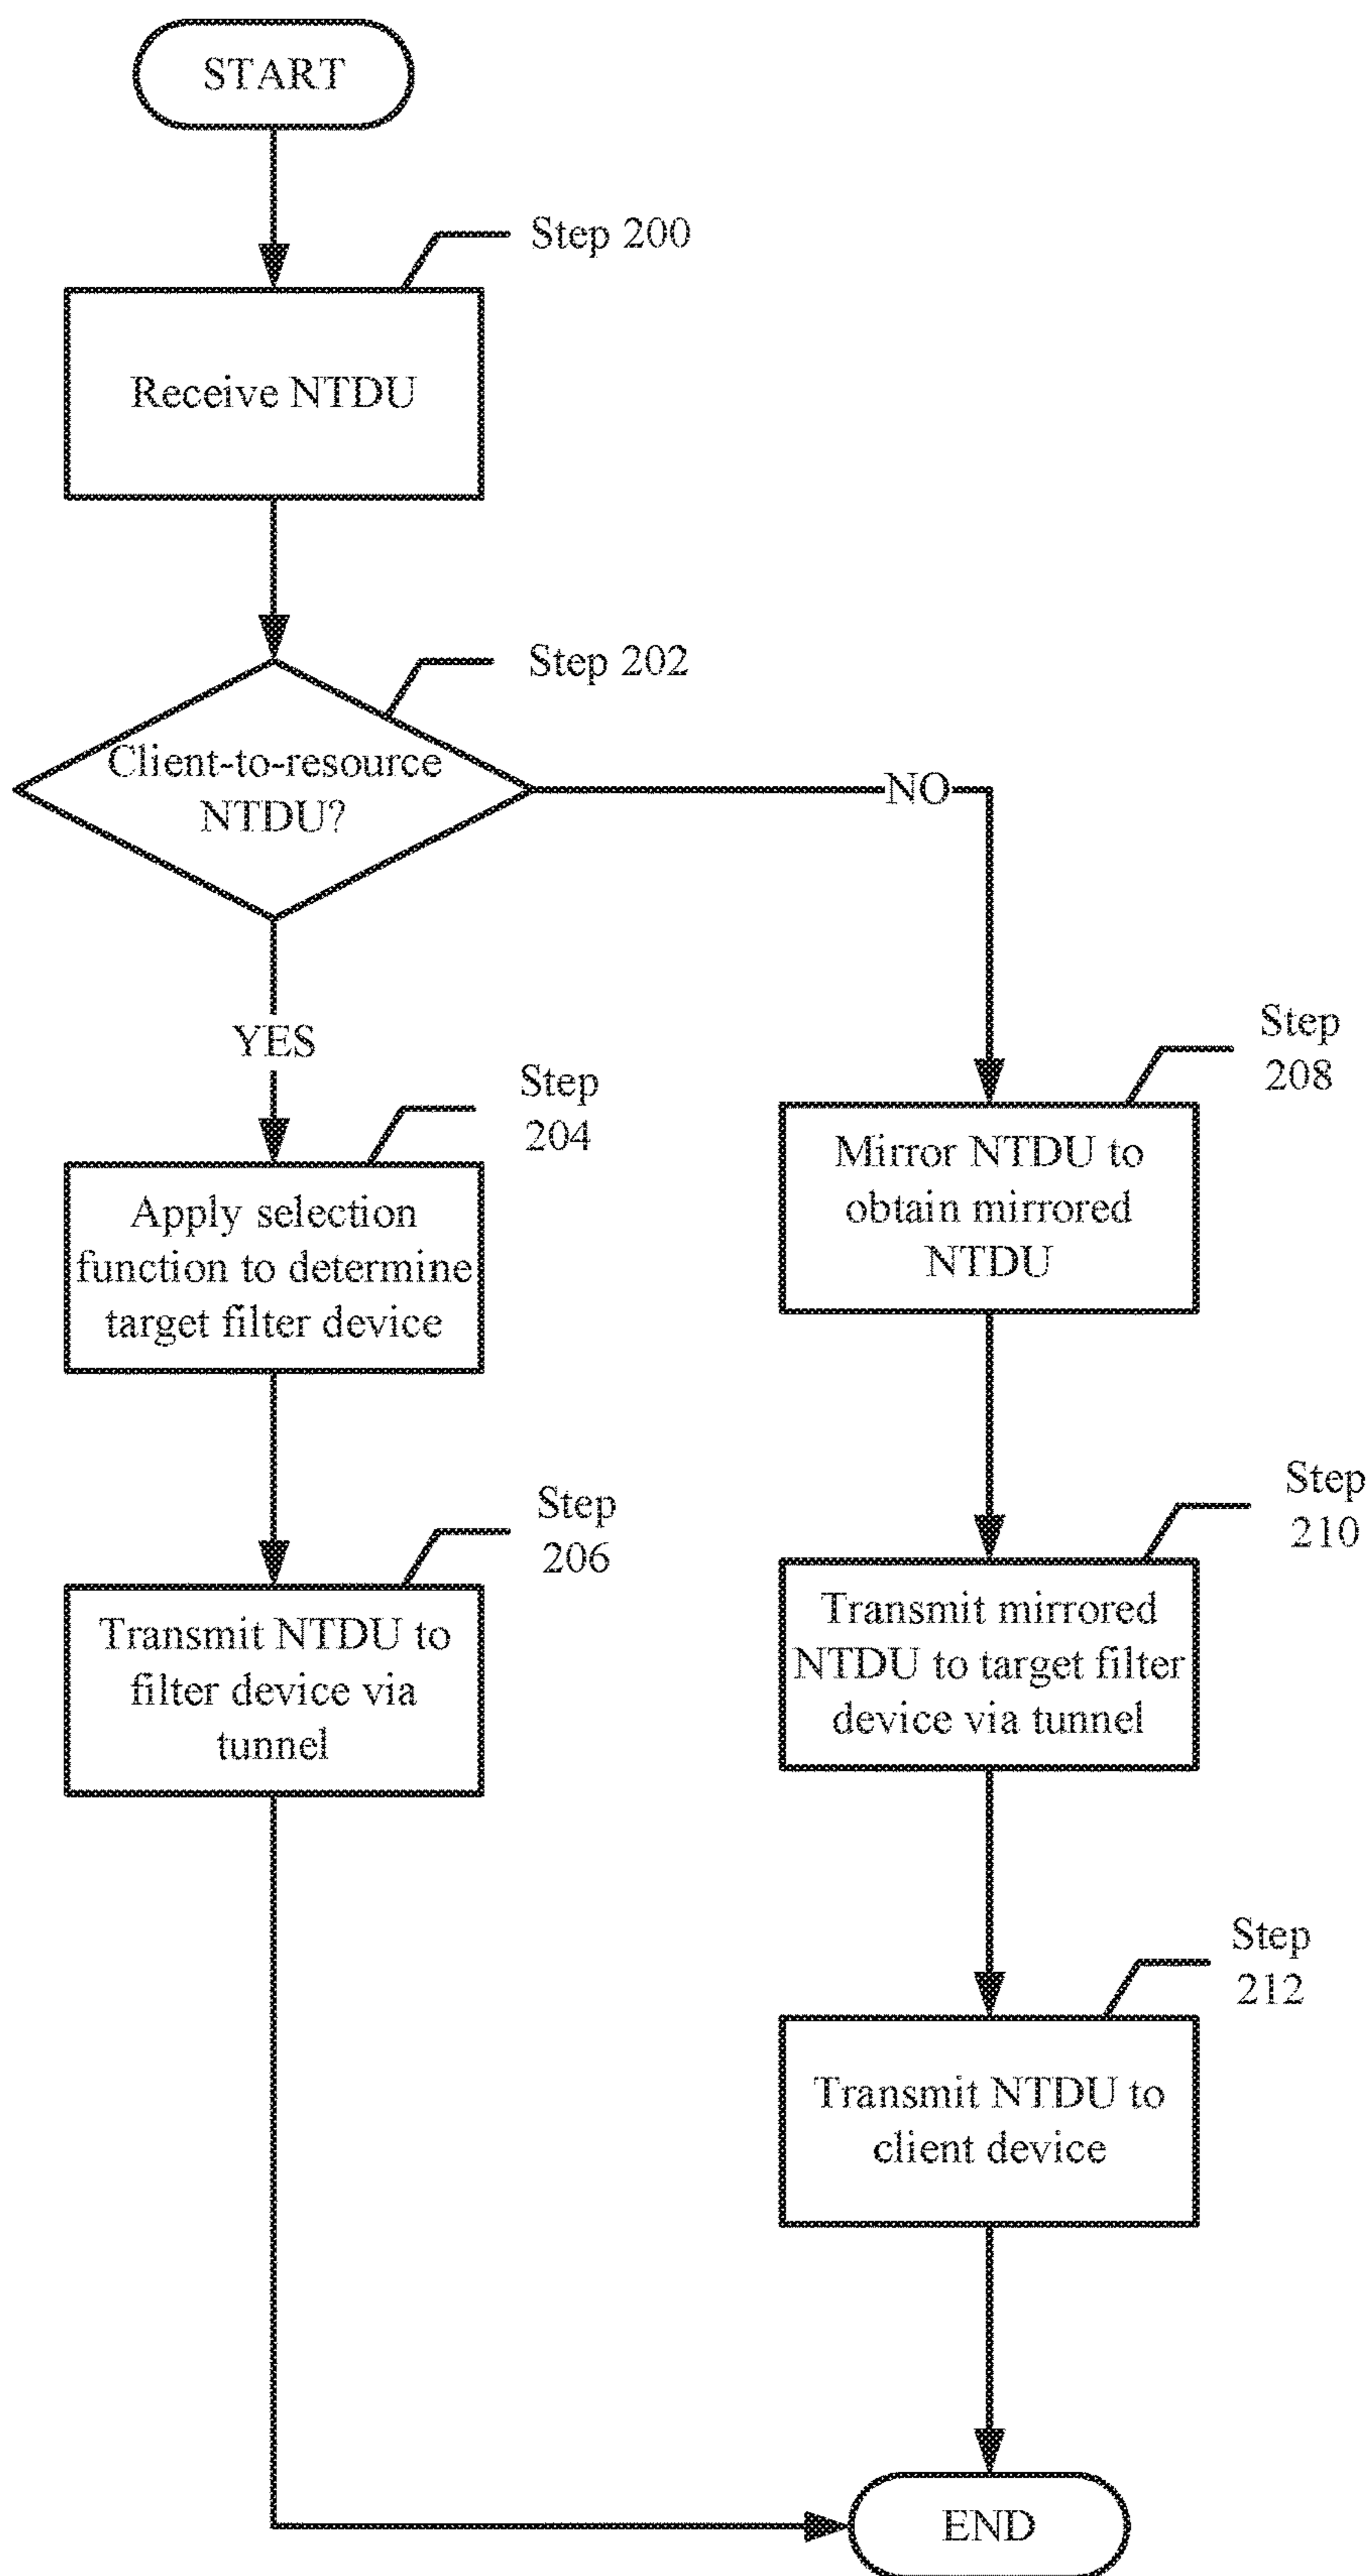 START
Step 200
Receive NTDU
Step 202
Client-to-resource
NTDU?
NO
YES
Step
204
Apply selection
function to determine
target filter device
Step
206
Transmit NTDU to
filter device via
tunnel
Step
208
Mirror NTDU to
obtain mirrored
NTDU
Step
210
Transmit mirrored
NTDU to target filter
device via tunnel
Step
212
Transmit NTDU to
client device
END